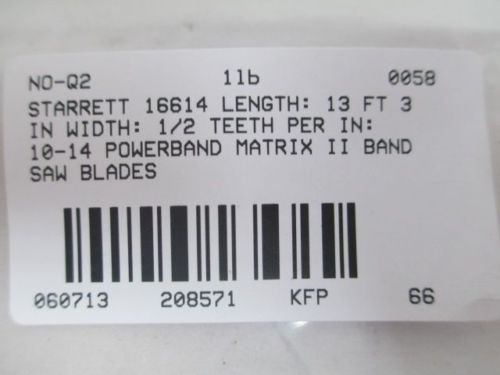 NO-Q2 1lb 0058
STARRETT 16614 LENGTH: 13 FT 3
IN WIDTH: 1/2 TEETH PER IN:
10-14 POWERBAND MATRIX II BAND
SAW BLADES
060713 208571 KFP 66